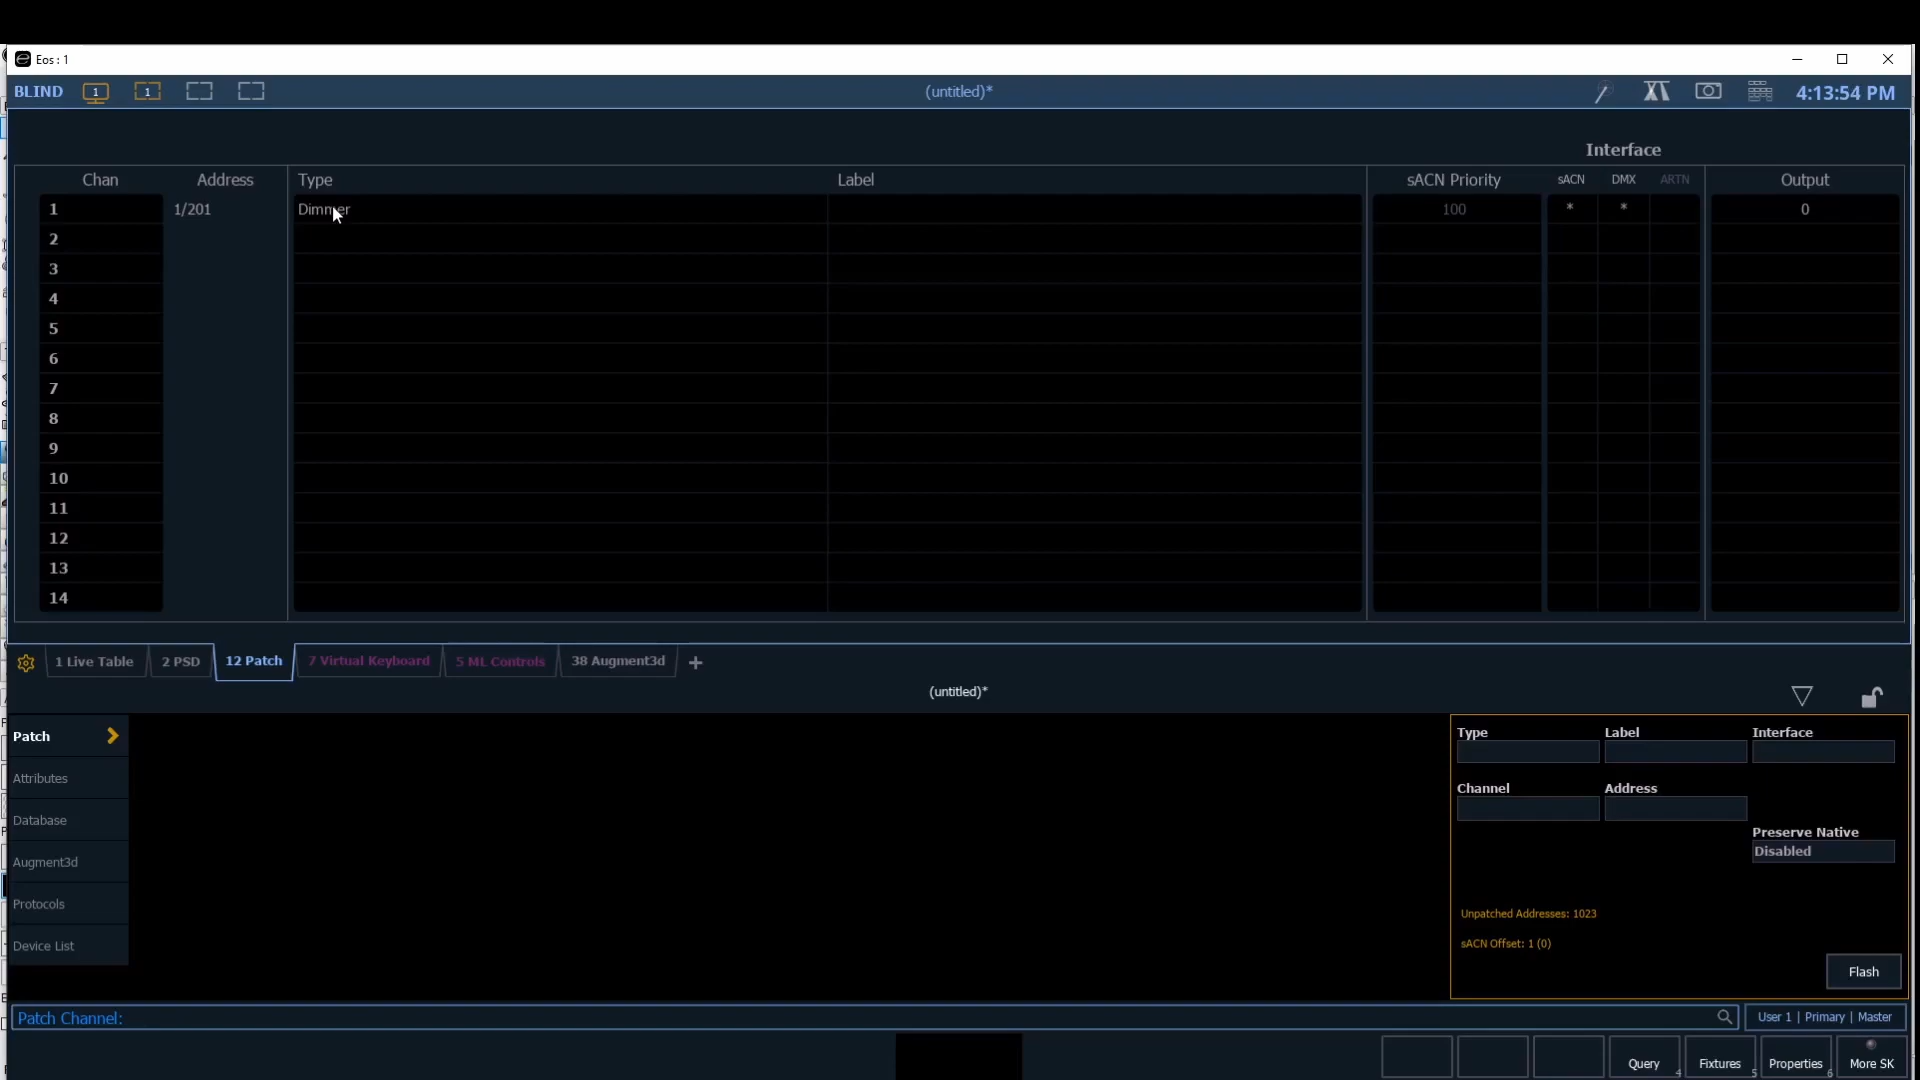 Eos : 1
BLIND 1 1 (untitled)* 4:13:54 PM
Interface
Chan Address Type Label sACN Priority sACN DMX ARTN Output
1 1/201 Dimmer 100 * * 0
2
3
4
5
6
7
8
9
10
11
12
13
14
1 Live Table 2 PSD 12 Patch 7 Virtual Keyboard 5 ML Controls 38 Augment3d +
(untitled)*
Patch
Attributes
Database
Augment3d
Protocols
Device List
Type Label Interface
Channel Address
Preserve Native
Disabled
Unpatched Addresses: 1023
sACN Offset: 1 (0)
Flash
Patch Channel: User 1 | Primary | Master
Query 4 Fixtures 5 Properties 6 More SK